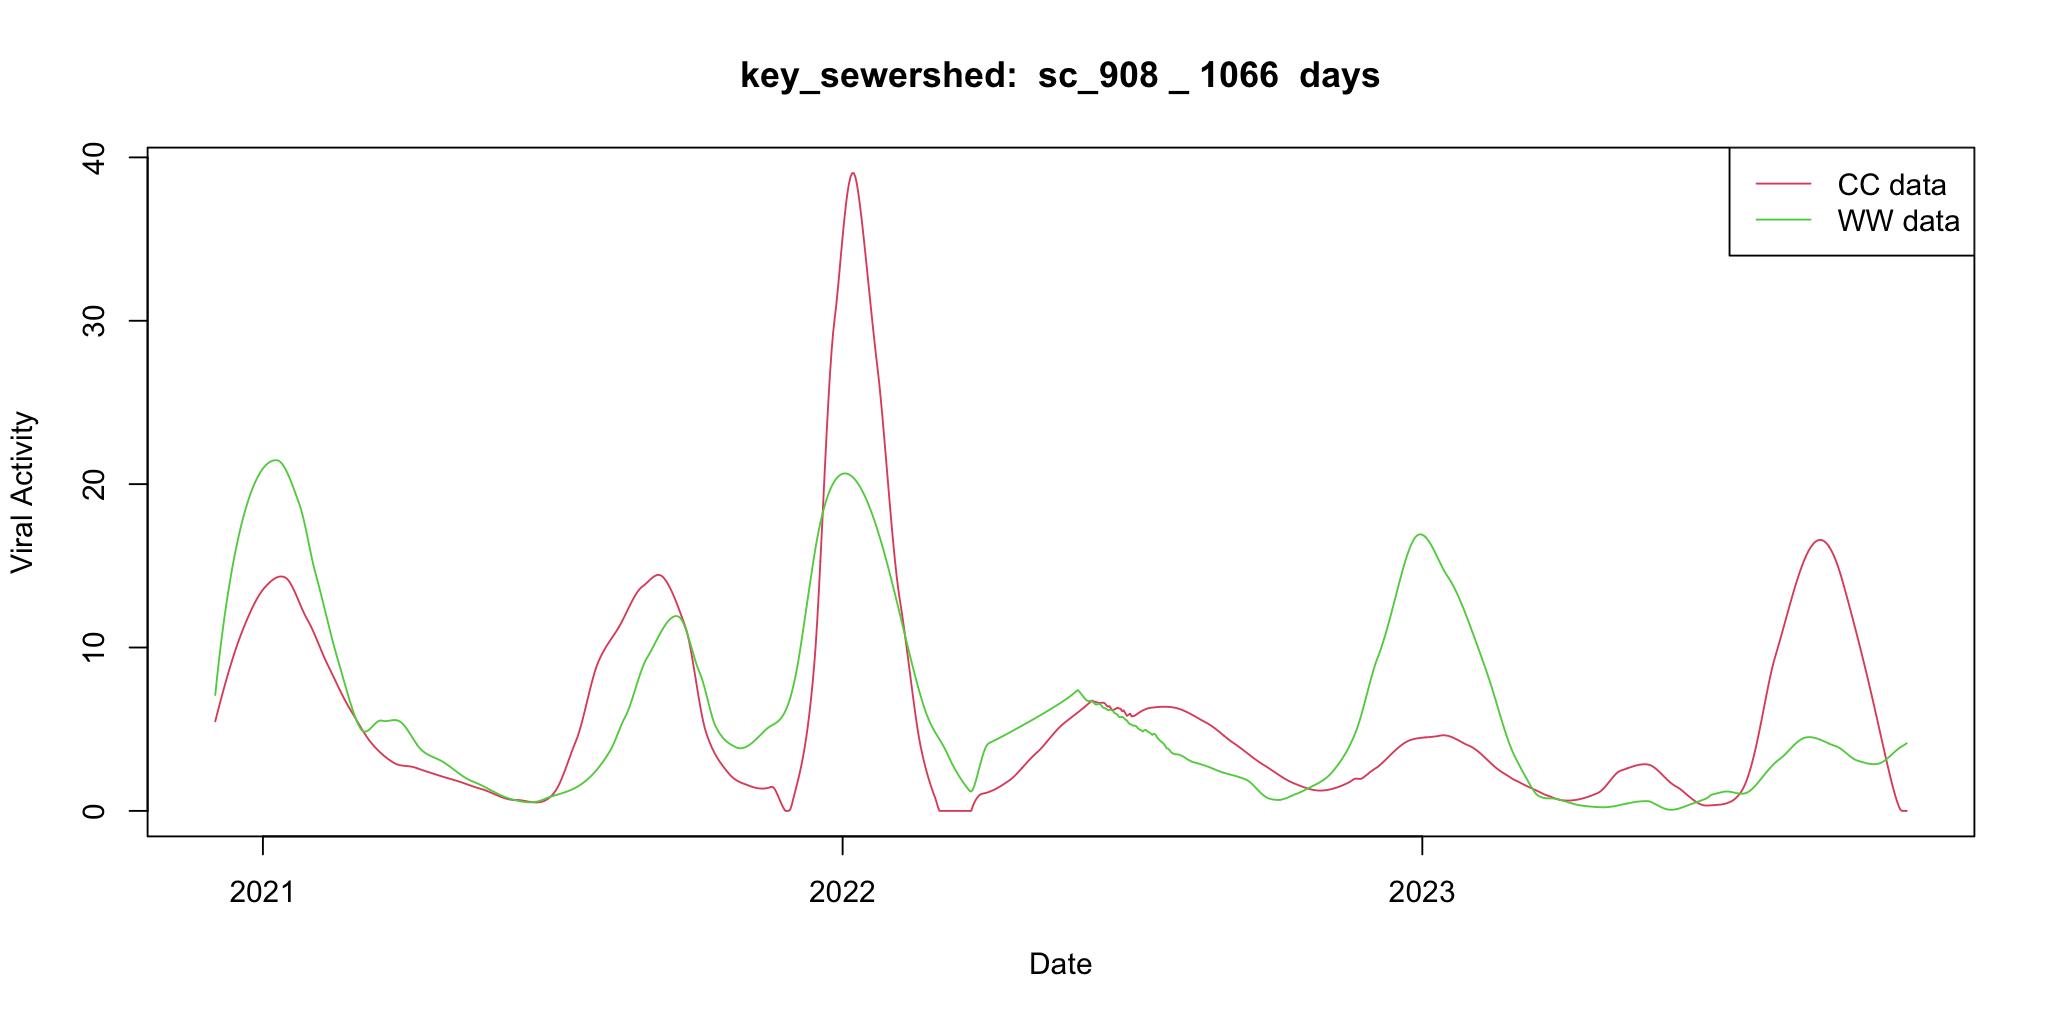 key_sewershed:  sc_908 _ 1066  days
CC data
WW data
Viral Activity
40
30
20
10
0
2021
2022
2023
Date